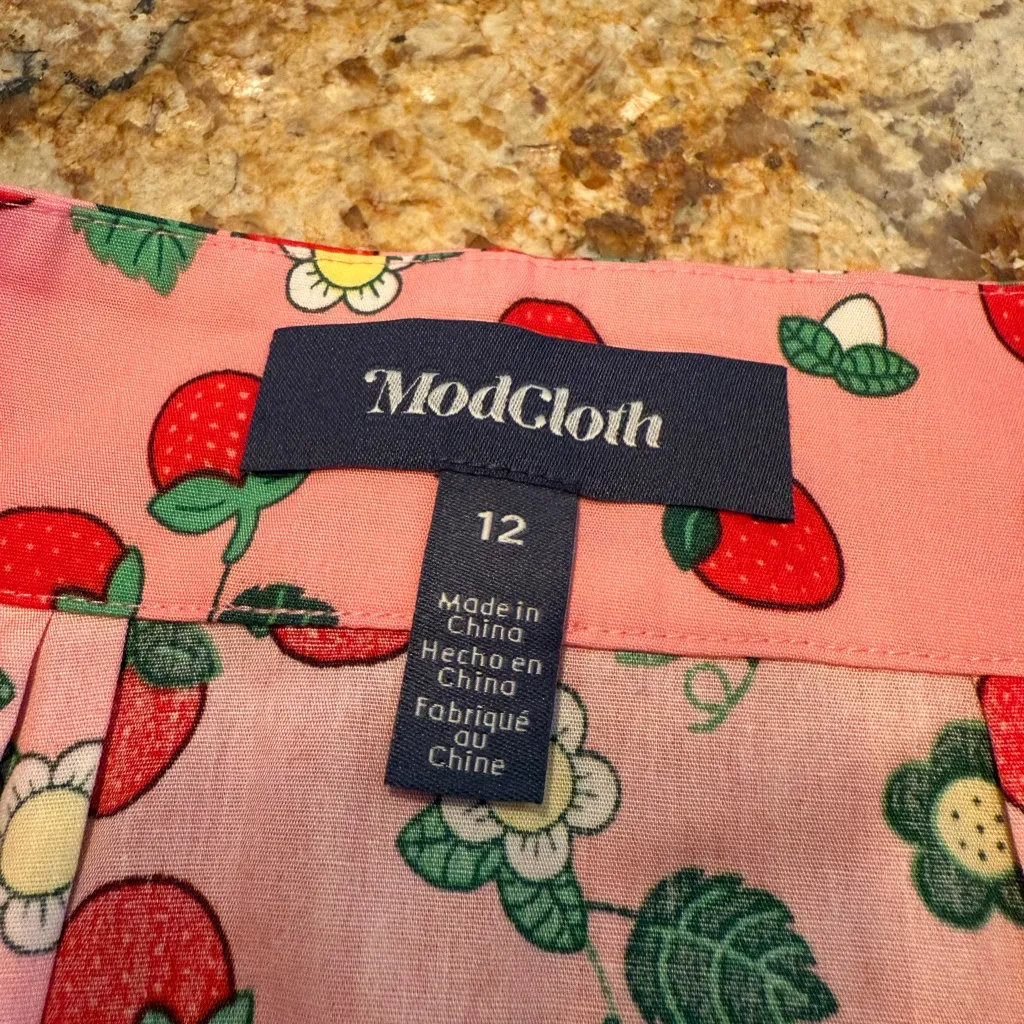 ModCloth
12
Made in
China
Hecho en
China
Fabriqué
au
Chine